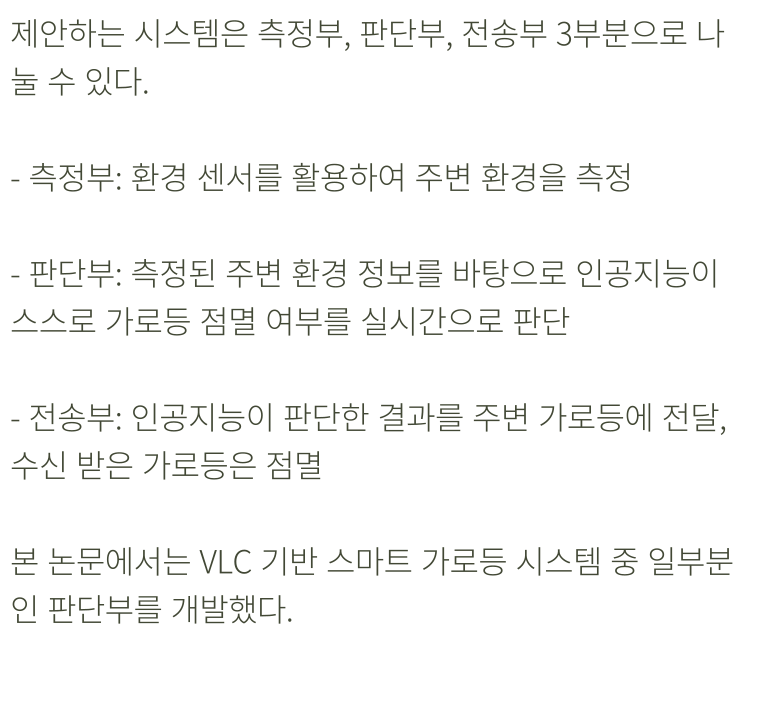 제안하는 시스템은 측정부, 판단부, 전송부 3부분으로 나
눌 수 있다.
- 측정부: 환경 센서를 활용하여 주변 환경을 측정
- 판단부: 측정된 주변 환경 정보를 바탕으로 인공지능이
스스로 가로등 점멸 여부를 실시간으로 판단
- 전송부: 인공지능이 판단한 결과를 주변 가로등에 전달,
수신 받은 가로등은 점멸
본 논문에서는 VLC 기반 스마트 가로등 시스템 중 일부분
인 판단부를 개발했다.